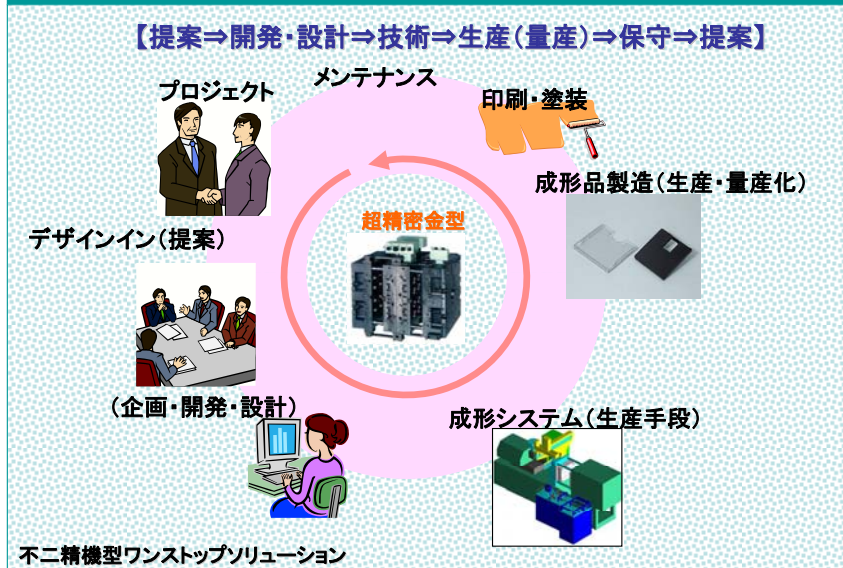 【提案⇒開発・設計⇒技術⇒生産(量産)⇒保守⇒提案】
メンテナンス
プロジェクト
印刷・塗装
成形品製造(生産・量産化)
超精密金型
デザインイン(提案)
(企画・開発・設計)
成形システム(生産手段)
不二精機型ワンストップソリューション